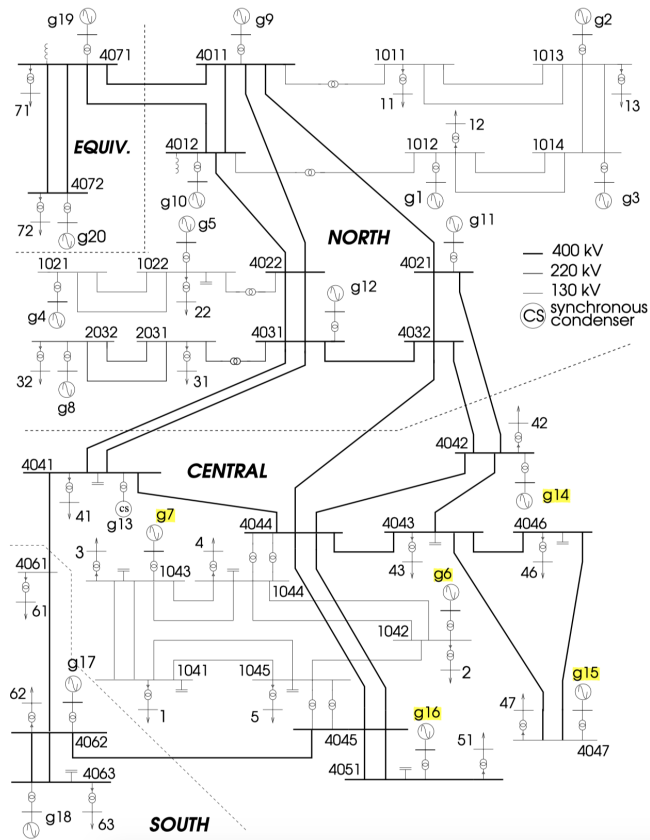 g19 g9 g2
4071 4011 1011 1013
71 11 13
EQUIV. 4012 12
1012 1014
4072 g10 g1 g3
72 g20 g5 NORTH g11
1021 1022 4022 4021
g12
g4 22
2032 2031 4031 4032
32 g8 31
400 kV
220 kV
130 kV
CS synchronous
condenser
42
4042
4041 CENTRAL
41 CS g13 g7 g14
4044 4043 4046
3 4 43 46
4061 1043 1044 g6
61 1042
g17 1041 1045 2 g15
62 1 5 g16 47
4062 4045 51 4047
4051
4063
g18 63 SOUTH